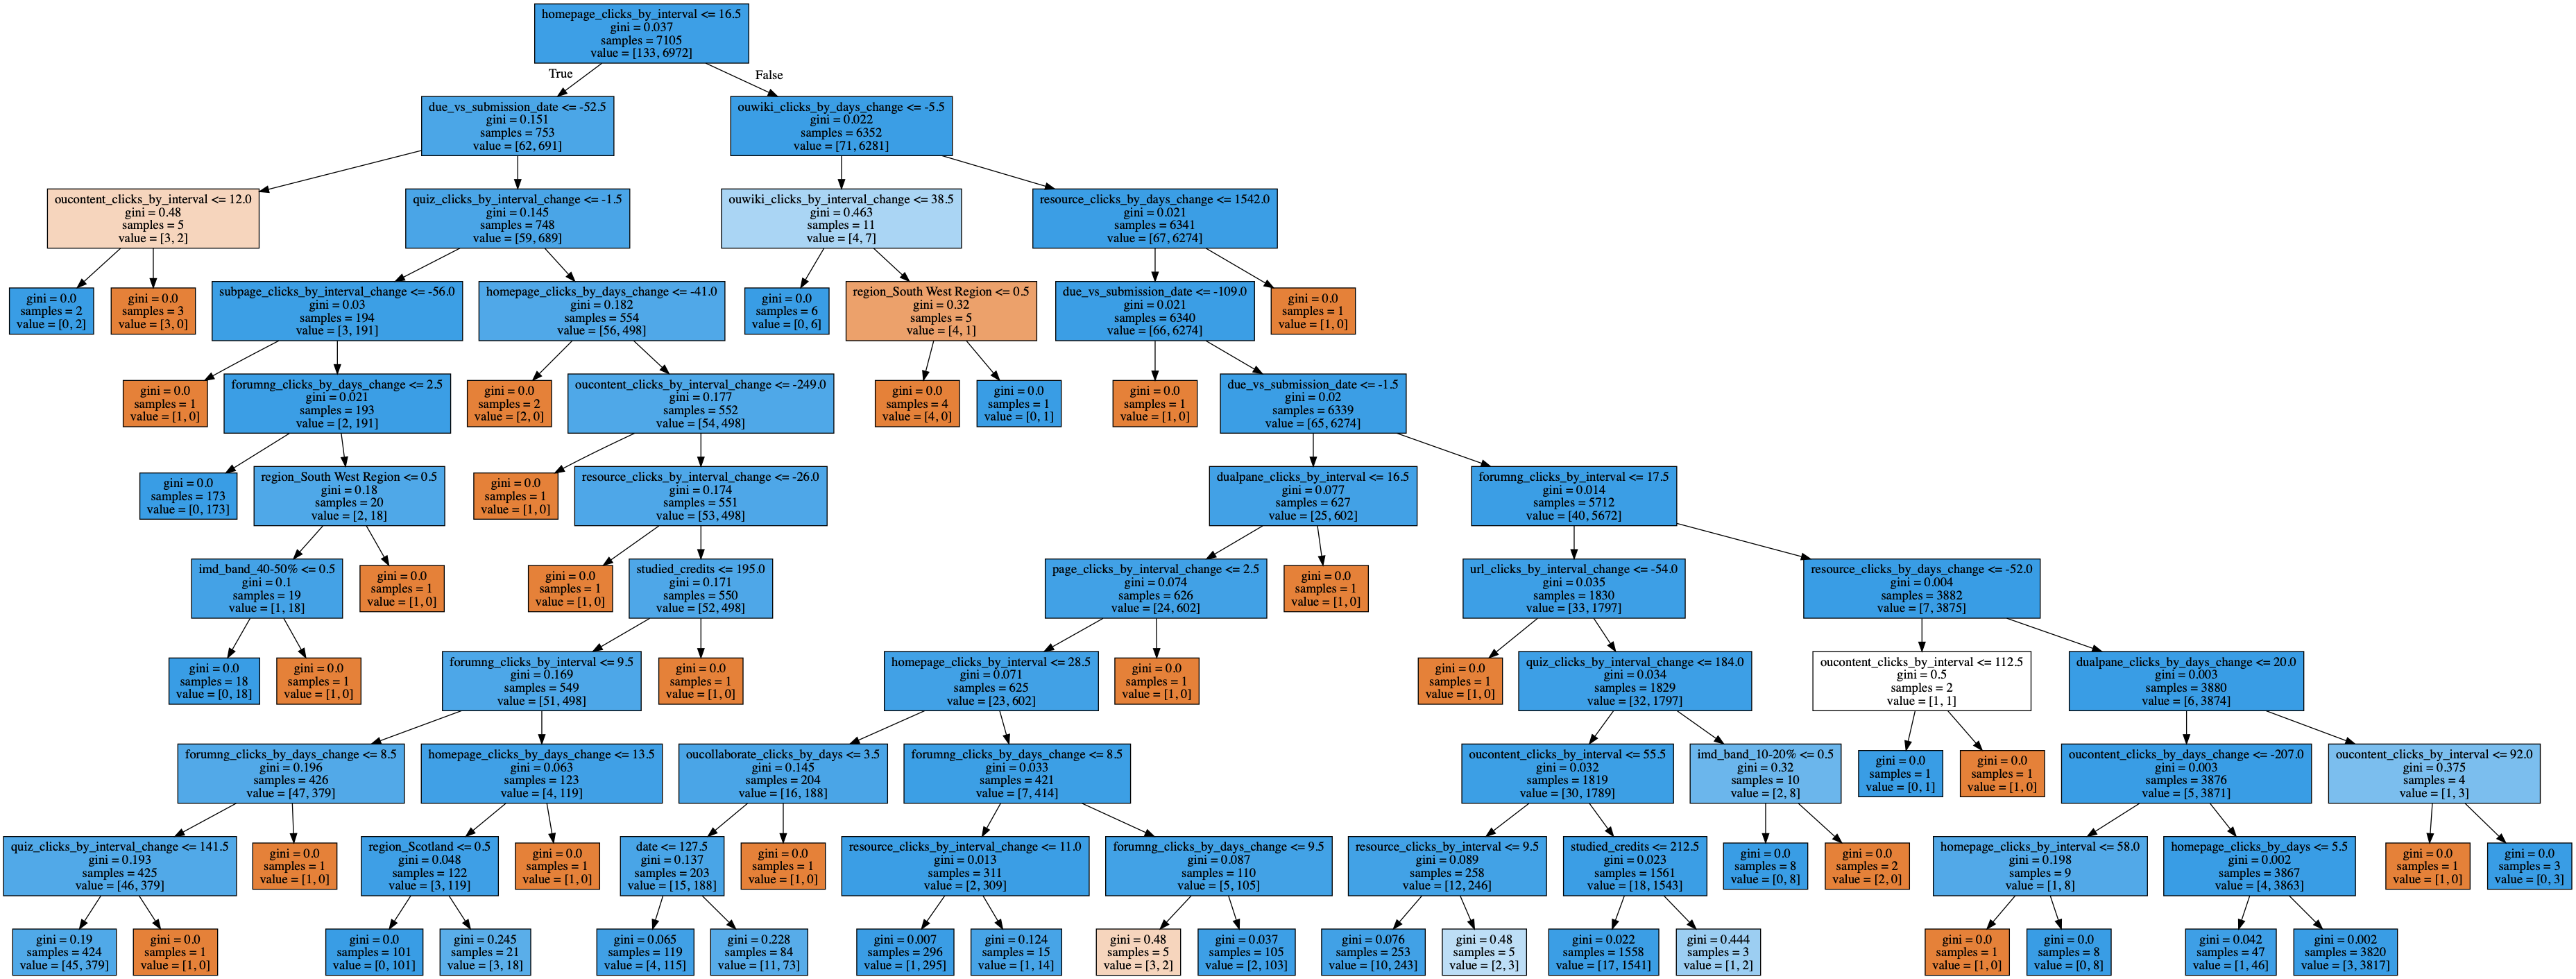 homepage_clicks_by_interval <= 16.5
gini = 0.037
samples = 7105
value = [133, 6972]
True
False
due_vs_submission_date <= -52.5
gini = 0.151
samples = 753
value = [62, 691]
ouwiki_clicks_by_days_change <= -5.5
gini = 0.022
samples = 6352
value = [71, 6281]
oucontent_clicks_by_interval <= 12.0
gini = 0.48
samples = 5
value = [3, 2]
quiz_clicks_by_interval_change <= -1.5
gini = 0.145
samples = 748
value = [59, 689]
ouwiki_clicks_by_interval_change <= 38.5
gini = 0.463
samples = 11
value = [4, 7]
resource_clicks_by_days_change <= 1542.0
gini = 0.021
samples = 6341
value = [67, 6274]
gini = 0.0
samples = 2
value = [0, 2]
gini = 0.0
samples = 3
value = [3, 0]
subpage_clicks_by_interval_change <= -56.0
gini = 0.03
samples = 194
value = [3, 191]
homepage_clicks_by_days_change <= -41.0
gini = 0.182
samples = 554
value = [56, 498]
gini = 0.0
samples = 6
value = [0, 6]
region_South West Region <= 0.5
gini = 0.32
samples = 5
value = [4, 1]
due_vs_submission_date <= -109.0
gini = 0.021
samples = 6340
value = [66, 6274]
gini = 0.0
samples = 1
value = [1, 0]
gini = 0.0
samples = 1
value = [1, 0]
forumng_clicks_by_days_change <= 2.5
gini = 0.021
samples = 193
value = [2, 191]
gini = 0.0
samples = 2
value = [2, 0]
oucontent_clicks_by_interval_change <= -249.0
gini = 0.177
samples = 552
value = [54, 498]
gini = 0.0
samples = 4
value = [4, 0]
gini = 0.0
samples = 1
value = [0, 1]
gini = 0.0
samples = 1
value = [1, 0]
due_vs_submission_date <= -1.5
gini = 0.02
samples = 6339
value = [65, 6274]
gini = 0.0
samples = 173
value = [0, 173]
region_South West Region <= 0.5
gini = 0.18
samples = 20
value = [2, 18]
gini = 0.0
samples = 1
value = [1, 0]
resource_clicks_by_interval_change <= -26.0
gini = 0.174
samples = 551
value = [53, 498]
dualpane_clicks_by_interval <= 16.5
gini = 0.077
samples = 627
value = [25, 602]
forumng_clicks_by_interval <= 17.5
gini = 0.014
samples = 5712
value = [40, 5672]
imd_band_40-50% <= 0.5
gini = 0.1
samples = 19
value = [1, 18]
gini = 0.0
samples = 1
value = [1, 0]
gini = 0.0
samples = 1
value = [1, 0]
studied_credits <= 195.0
gini = 0.171
samples = 550
value = [52, 498]
page_clicks_by_interval_change <= 2.5
gini = 0.074
samples = 626
value = [24, 602]
gini = 0.0
samples = 1
value = [1, 0]
url_clicks_by_interval_change <= -54.0
gini = 0.035
samples = 1830
value = [33, 1797]
resource_clicks_by_days_change <= -52.0
gini = 0.004
samples = 3882
value = [7, 3875]
gini = 0.0
samples = 18
value = [0, 18]
gini = 0.0
samples = 1
value = [1, 0]
forumng_clicks_by_interval <= 9.5
gini = 0.169
samples = 549
value = [51, 498]
gini = 0.0
samples = 1
value = [1, 0]
homepage_clicks_by_interval <= 28.5
gini = 0.071
samples = 625
value = [23, 602]
gini = 0.0
samples = 1
value = [1, 0]
gini = 0.0
samples = 1
value = [1, 0]
quiz_clicks_by_interval_change <= 184.0
gini = 0.034
samples = 1829
value = [32, 1797]
oucontent_clicks_by_interval <= 112.5
gini = 0.5
samples = 2
value = [1, 1]
dualpane_clicks_by_days_change <= 20.0
gini = 0.003
samples = 3880
value = [6, 3874]
forumng_clicks_by_days_change <= 8.5
gini = 0.196
samples = 426
value = [47, 379]
homepage_clicks_by_days_change <= 13.5
gini = 0.063
samples = 123
value = [4, 119]
oucollaborate_clicks_by_days <= 3.5
gini = 0.145
samples = 204
value = [16, 188]
forumng_clicks_by_days_change <= 8.5
gini = 0.033
samples = 421
value = [7, 414]
oucontent_clicks_by_interval <= 55.5
gini = 0.032
samples = 1819
value = [30, 1789]
imd_band_10-20% <= 0.5
gini = 0.32
samples = 10
value = [2, 8]
gini = 0.0
samples = 1
value = [0, 1]
gini = 0.0
samples = 1
value = [1, 0]
oucontent_clicks_by_days_change <= -207.0
gini = 0.003
samples = 3876
value = [5, 3871]
oucontent_clicks_by_interval <= 92.0
gini = 0.375
samples = 4
value = [1, 3]
quiz_clicks_by_interval_change <= 141.5
gini = 0.193
samples = 425
value = [46, 379]
gini = 0.0
samples = 1
value = [1, 0]
region_Scotland <= 0.5
gini = 0.048
samples = 122
value = [3, 119]
gini = 0.0
samples = 1
value = [1, 0]
date <= 127.5
gini = 0.137
samples = 203
value = [15, 188]
gini = 0.0
samples = 1
value = [1, 0]
resource_clicks_by_interval_change <= 11.0
gini = 0.013
samples = 311
value = [2, 309]
forumng_clicks_by_days_change <= 9.5
gini = 0.087
samples = 110
value = [5, 105]
resource_clicks_by_interval <= 9.5
gini = 0.089
samples = 258
value = [12, 246]
studied_credits <= 212.5
gini = 0.023
samples = 1561
value = [18, 1543]
gini = 0.0
samples = 8
value = [0, 8]
gini = 0.0
samples = 2
value = [2, 0]
homepage_clicks_by_interval <= 58.0
gini = 0.198
samples = 9
value = [1, 8]
homepage_clicks_by_days <= 5.5
gini = 0.002
samples = 3867
value = [4, 3863]
gini = 0.0
samples = 1
value = [1, 0]
gini = 0.0
samples = 3
value = [0, 3]
gini = 0.19
samples = 424
value = [45, 379]
gini = 0.0
samples = 1
value = [1, 0]
gini = 0.0
samples = 101
value = [0, 101]
gini = 0.245
samples = 21
value = [3, 18]
gini = 0.065
samples = 119
value = [4, 115]
gini = 0.228
samples = 84
value = [11, 73]
gini = 0.007
samples = 296
value = [1, 295]
gini = 0.124
samples = 15
value = [1, 14]
gini = 0.48
samples = 5
value = [3, 2]
gini = 0.037
samples = 105
value = [2, 103]
gini = 0.076
samples = 253
value = [10, 243]
gini = 0.48
samples = 5
value = [2, 3]
gini = 0.022
samples = 1558
value = [17, 1541]
gini = 0.444
samples = 3
value = [1, 2]
gini = 0.0
samples = 1
value = [1, 0]
gini = 0.0
samples = 8
value = [0, 8]
gini = 0.042
samples = 47
value = [1, 46]
gini = 0.002
samples = 3820
value = [3, 3817]